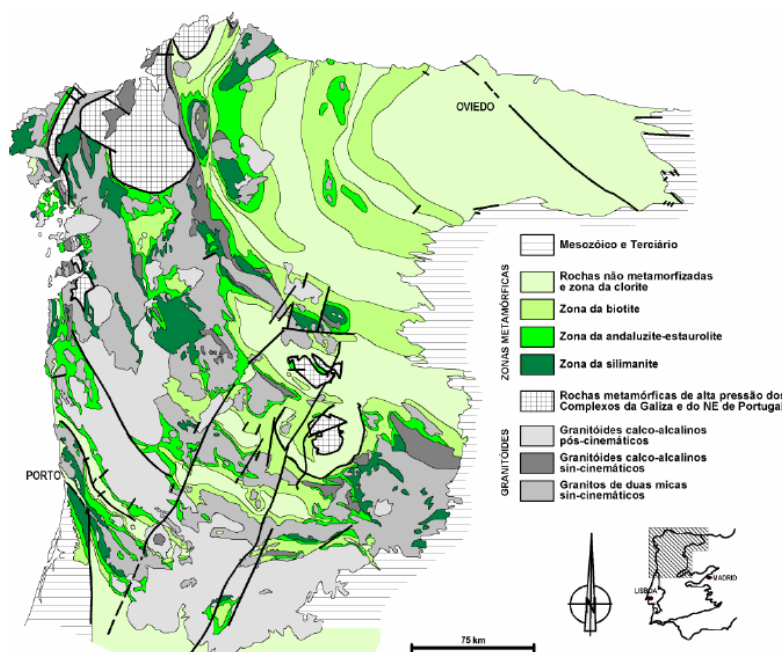 OVIEDO
Mesozóico e Terciário
ZONAS METAMÓRFICAS
Rochas não metamorfizadas
e zona da clorite
Zona da biotite
Zona da andaluzite-estaurolite
Zona da silimanite
Rochas metamórficas de alta pressão dos
Complexos da Galiza e do NE de Portugal
GRANITÓIDES
Granitóides calco-alcalinos
pós-cinemáticos
Granitóides calco-alcalinos
sin-cinemáticos
Granitos de duas micas
sin-cinemáticos
PORTO
MADRID
LISBOA
75 km